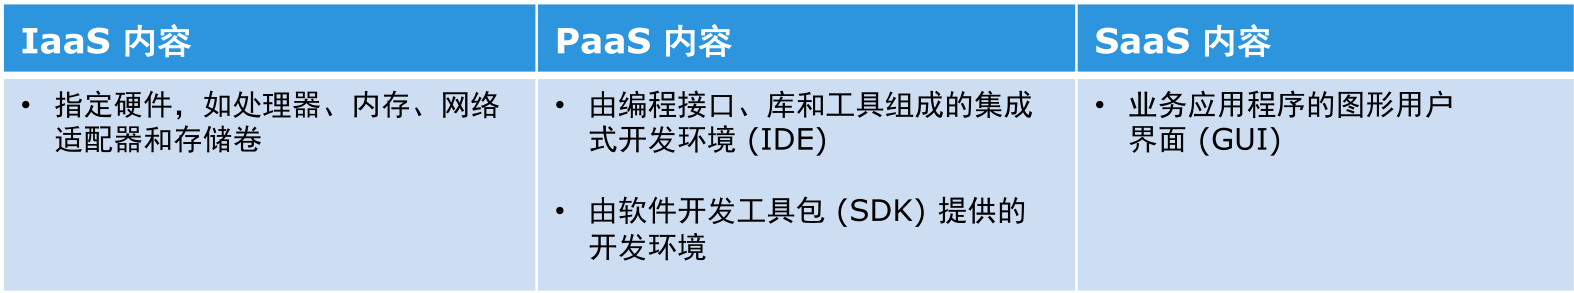 IaaS 内容
PaaS 内容
SaaS 内容
• 指定硬件，如处理器、内存、网络
适配器和存储卷
• 由编程接口、库和工具组成的集成
式开发环境 (IDE)
• 由软件开发工具包 (SDK) 提供的
开发环境
• 业务应用程序的图形用户
界面 (GUI)